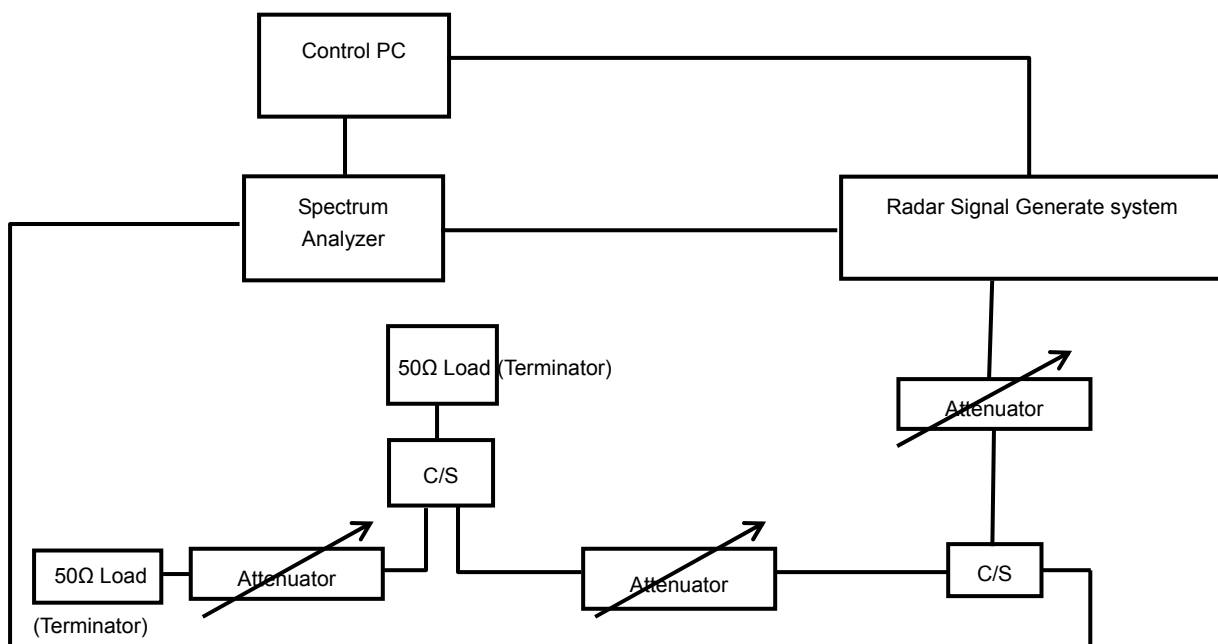 Control PC
Spectrum
Analyzer
Radar Signal Generate system
50Ω Load (Terminator)
Attenuator
C/S
50Ω Load
(Terminator)
Attenuator
Attenuator
C/S